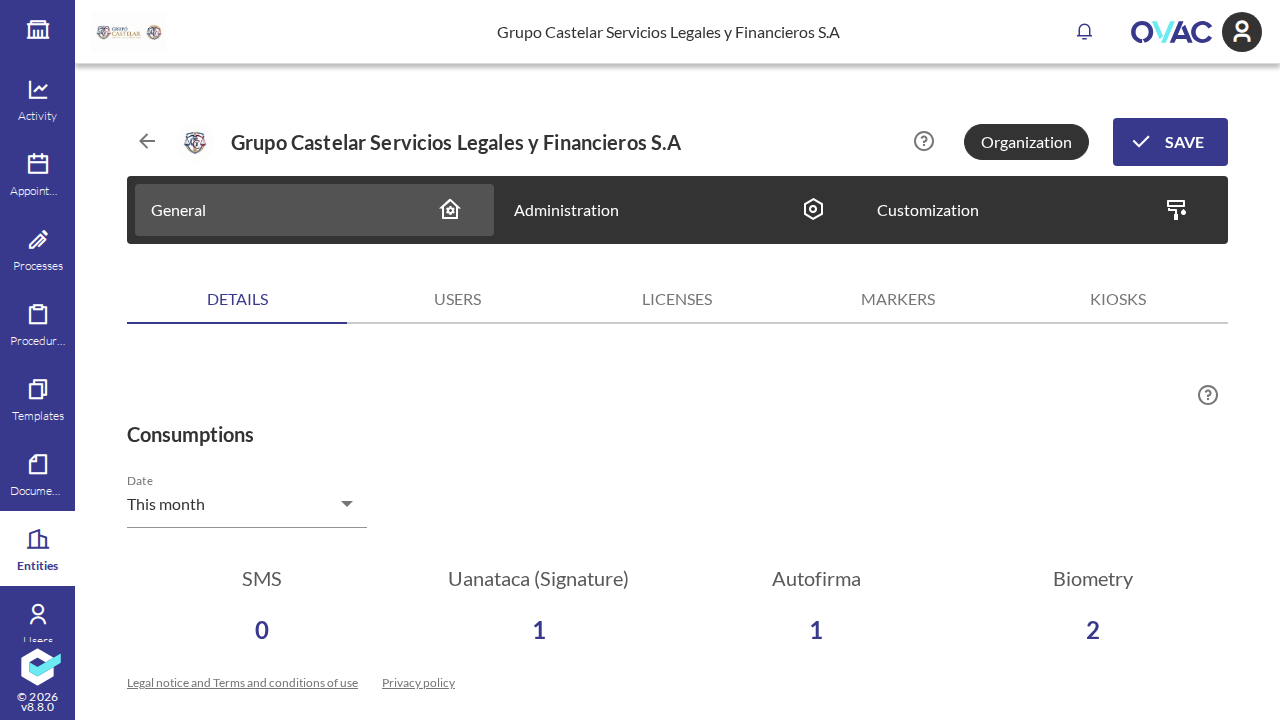 GRUPO
CASTELAR
Grupo Castelar Servicios Legales y Financieros S.A
OVAC
Activity
Appoint...
Processes
Procedur...
Templates
Docume...
Entities
Users
© 2026
v8.8.0
Grupo Castelar Servicios Legales y Financieros S.A
Organization
SAVE
General
Administration
Customization
DETAILS
USERS
LICENSES
MARKERS
KIOSKS
Consumptions
Date
This month
SMS
Uanataca (Signature)
Autofirma
Biometry
0
1
1
2
Legal notice and Terms and conditions of use
Privacy policy